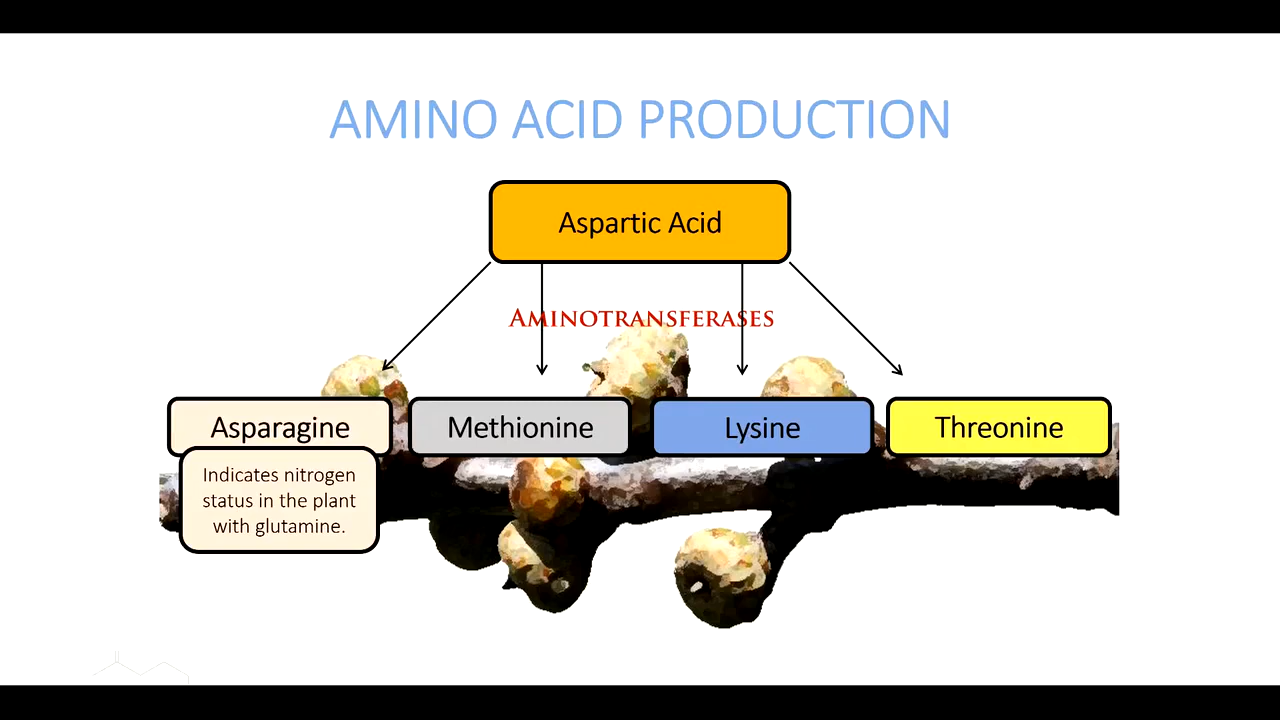 AMINO ACID PRODUCTION
Aspartic Acid
AMINOTRANSFERASES
Asparagine
Methionine
Lysine
Threonine
Indicates nitrogen
status in the plant
with glutamine.